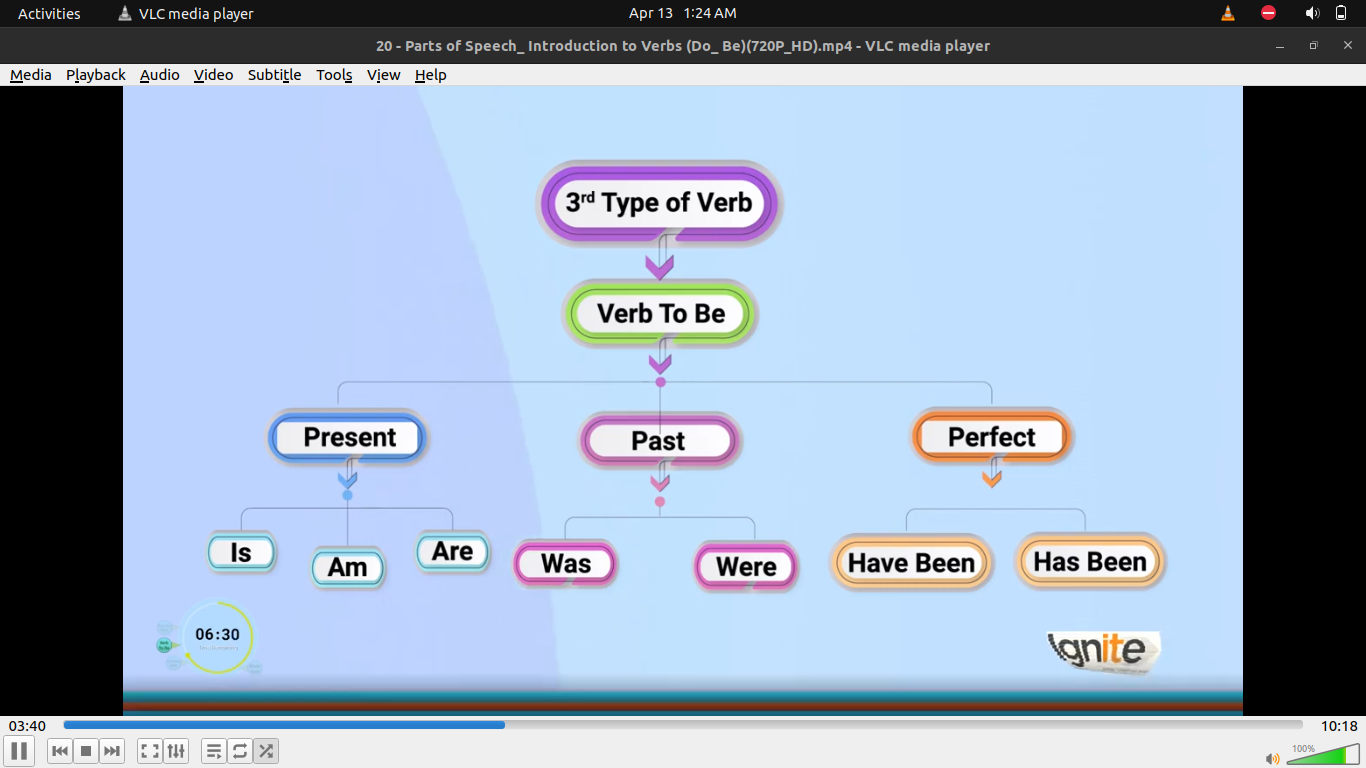 Activities VLC media player Apr 13 1:24 AM
20 - Parts of Speech_ Introduction to Verbs (Do_ Be)(720P_HD).mp4 - VLC media player
Media Playback Audio Video Subtitle Tools View Help
3rd Type of Verb
Verb To Be
Present Past Perfect
Is Am Are Was Were Have Been Has Been
06:30
ignite
03:40 10:18
100%